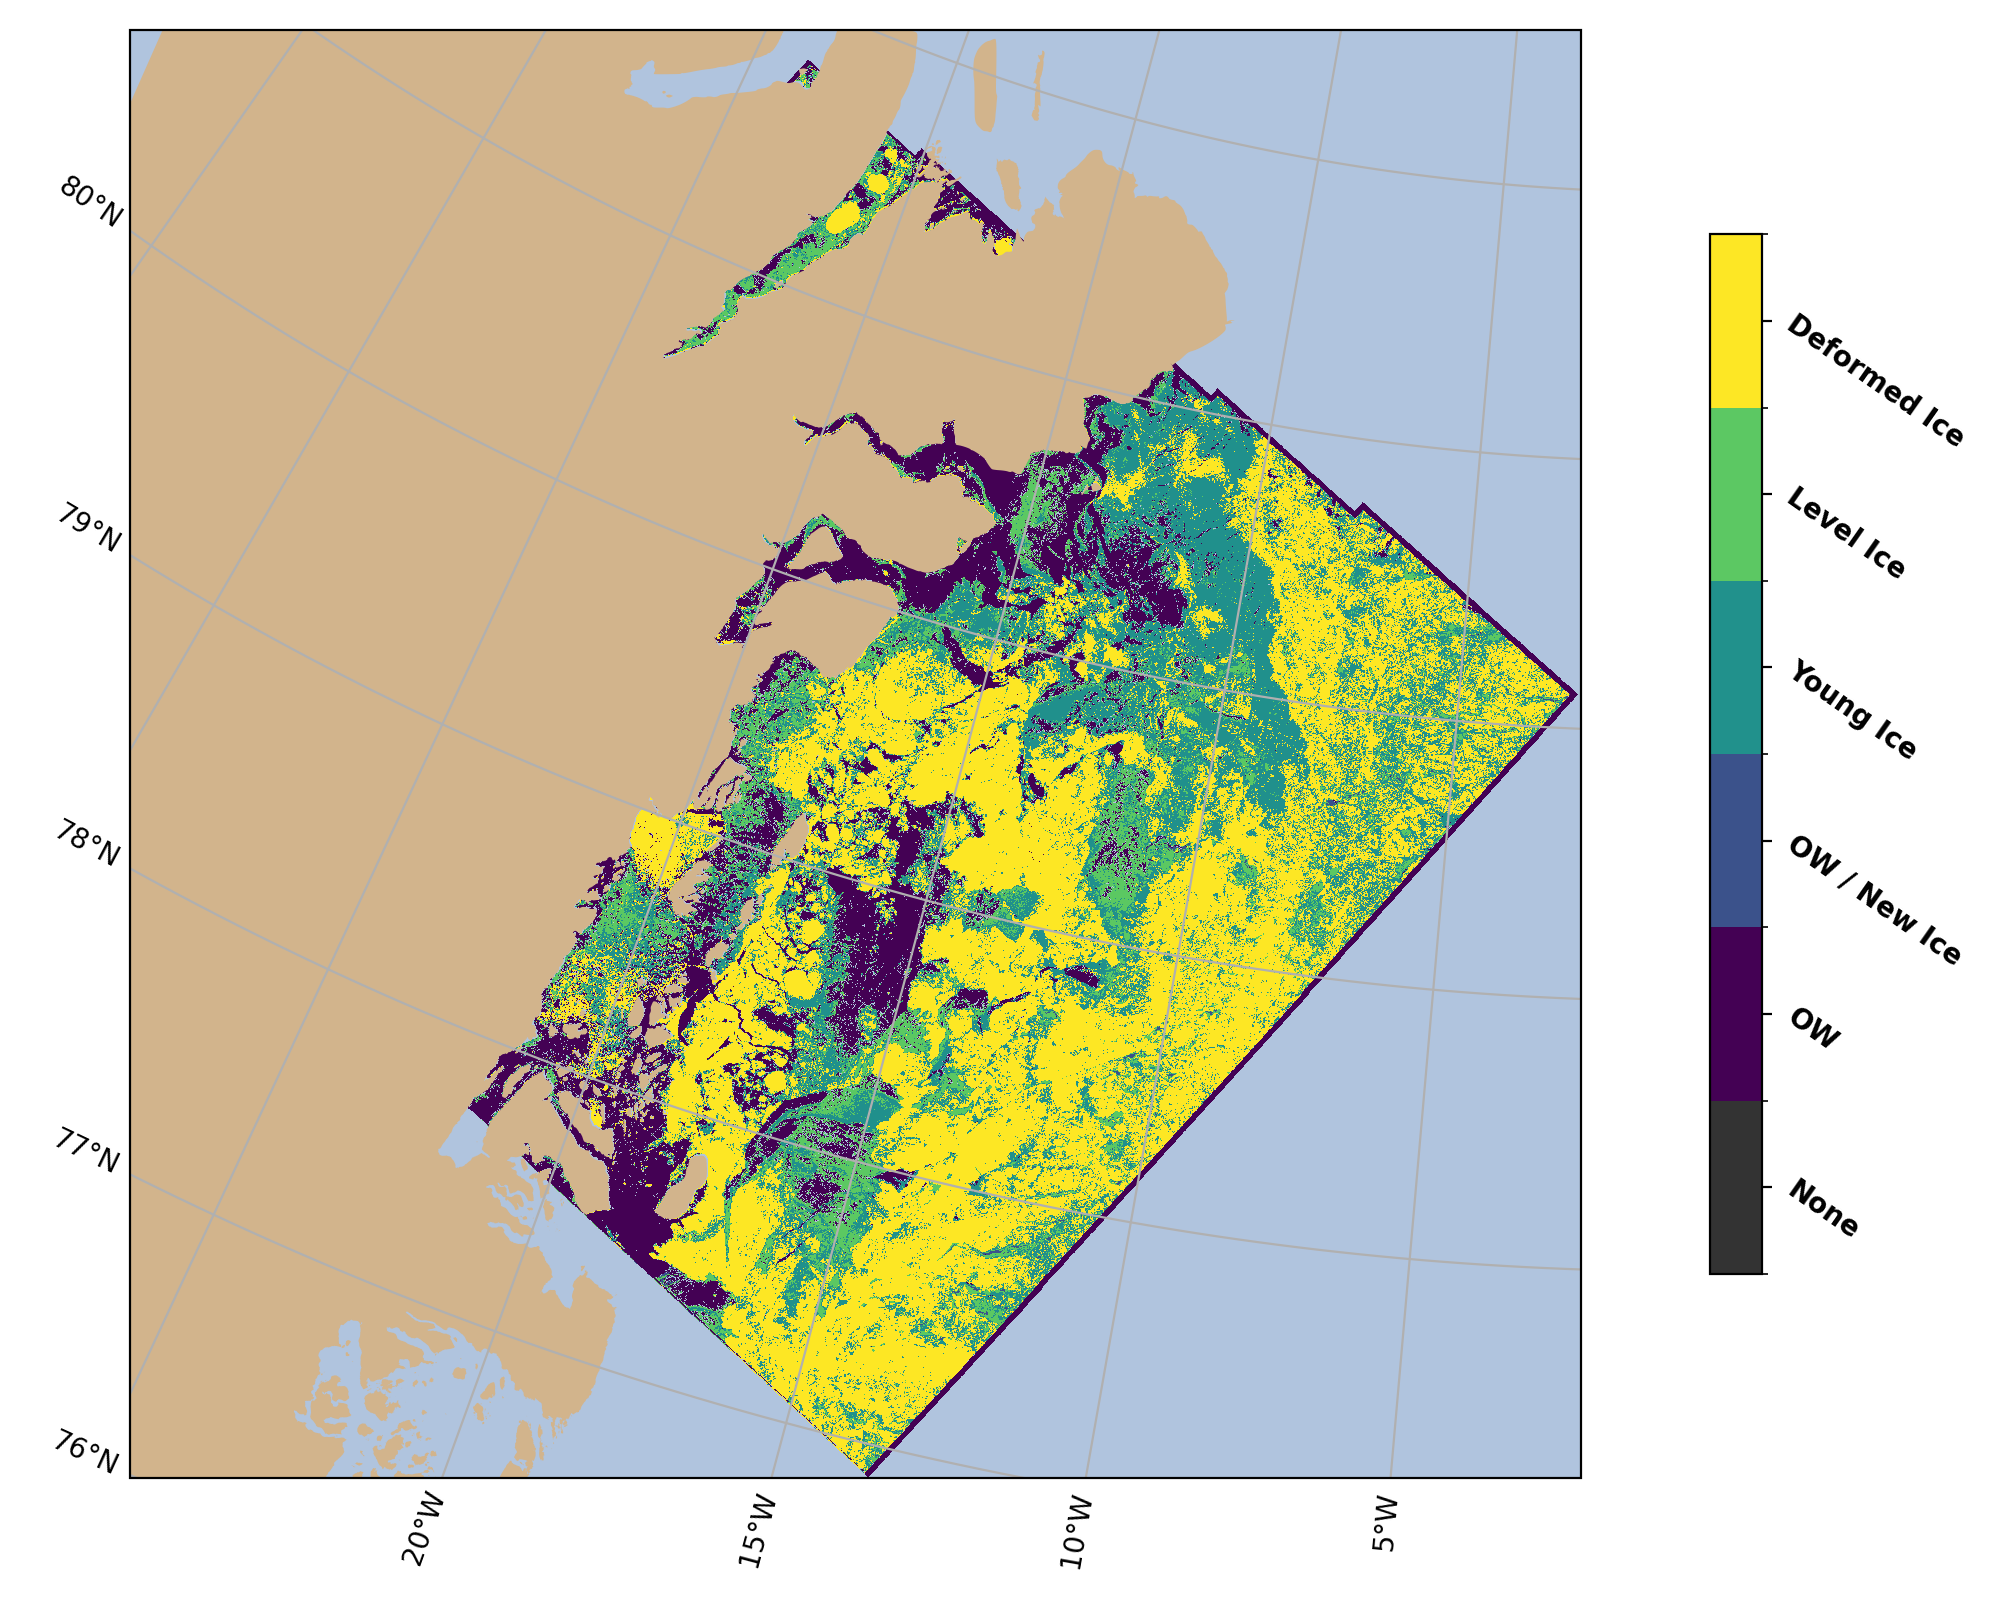 80°N
79°N
78°N
77°N
76°N
20°W
15°W
10°W
5°W
Deformed Ice
Level Ice
Young Ice
OW / New Ice
OW
None